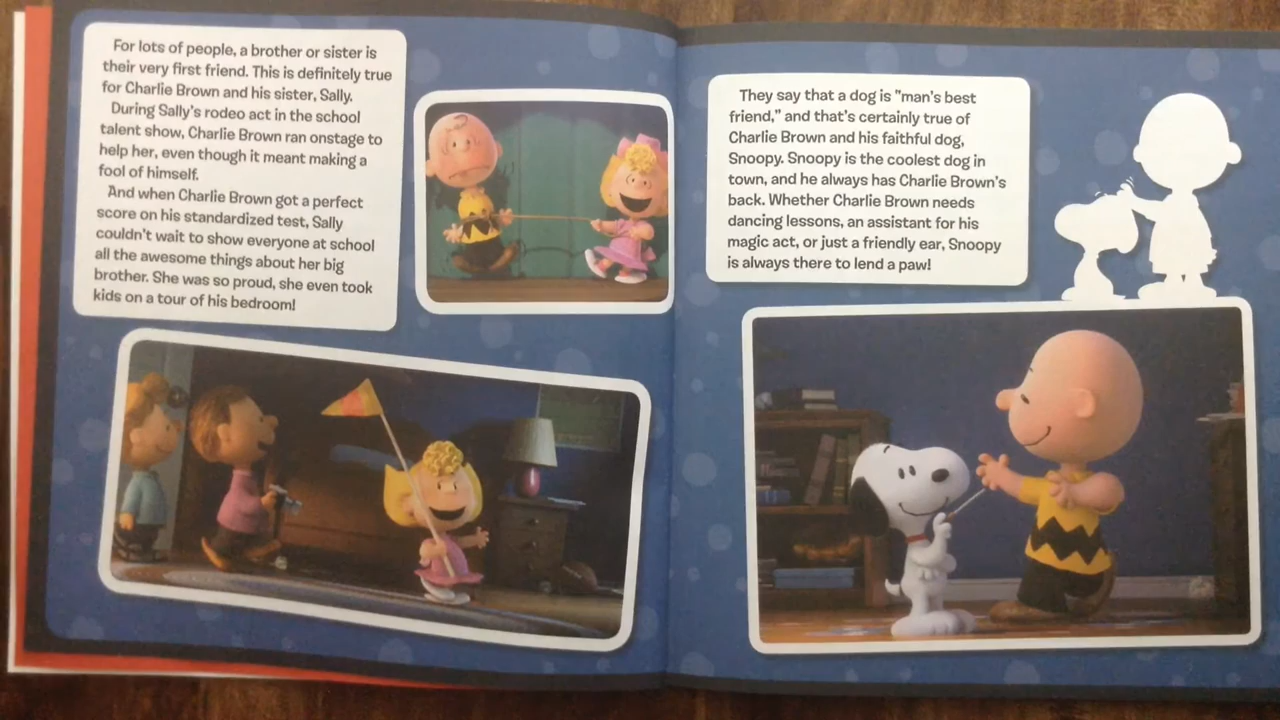 For lots of people, a brother or sister is
their very first friend. This is definitely true
for Charlie Brown and his sister, Sally.
During Sally's rodeo act in the school
talent show, Charlie Brown ran onstage to
help her, even though it meant making a
fool of himself.
And when Charlie Brown got a perfect
score on his standardized test, Sally
couldn't wait to show everyone at school
all the awesome things about her big
brother. She was so proud, she even took
kids on a tour of his bedroom!
They say that a dog is "man's best
friend," and that's certainly true of
Charlie Brown and his faithful dog,
Snoopy. Snoopy is the coolest dog in
town, and he always has Charlie Brown's
back. Whether Charlie Brown needs
dancing lessons, an assistant for his
magic act, or just a friendly ear, Snoopy
is always there to lend a paw!